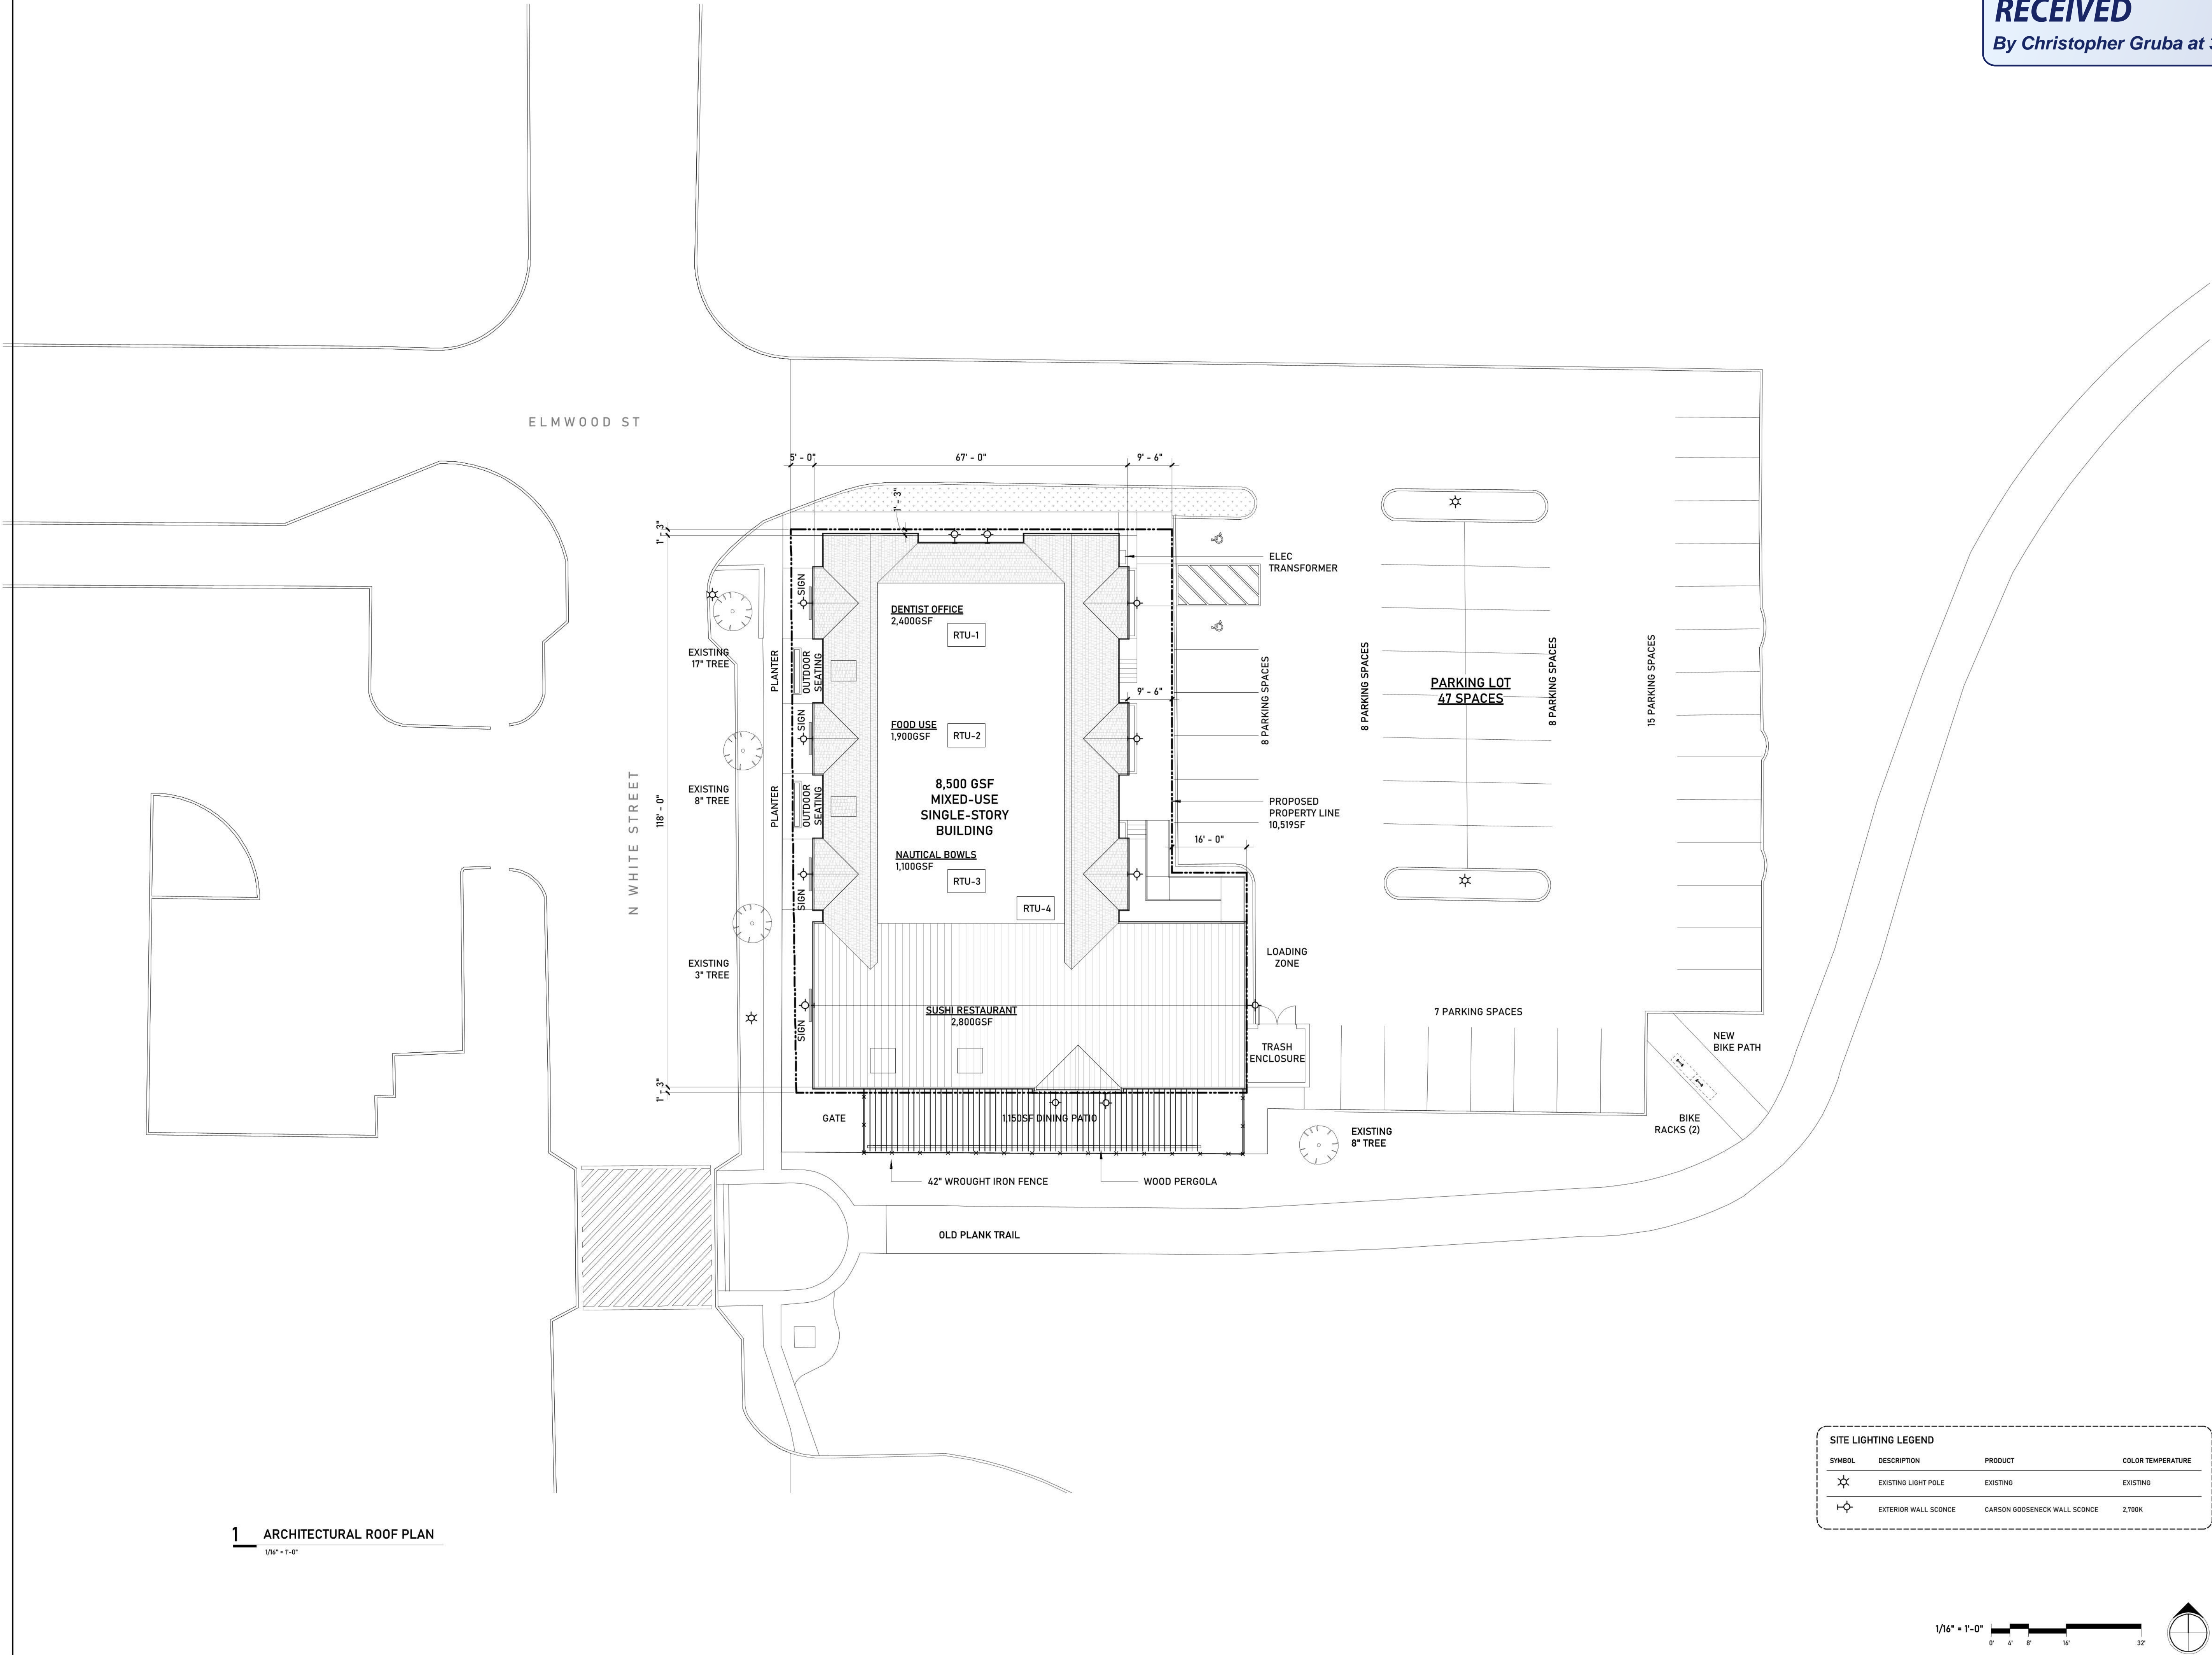 RECEIVED
By Christopher Gruba at
ELMWOOD ST
5' - 0"
67' - 0"
9' - 6"
1' - 3"
1' - 3"
ELEC
TRANSFORMER
SIGN
DENTIST OFFICE
2,400GSF
RTU-1
EXISTING
17" TREE
PLANTER
OUTDOOR
SEATING
9' - 6"
8 PARKING SPACES
8 PARKING SPACES
PARKING LOT
47 SPACES
8 PARKING SPACES
15 PARKING SPACES
SIGN
FOOD USE
1,900GSF
RTU-2
N WHITE STREET
118' - 0"
EXISTING
8" TREE
PLANTER
OUTDOOR
SEATING
8,500 GSF
MIXED-USE
SINGLE-STORY
BUILDING
PROPOSED
PROPERTY LINE
10,519SF
16' - 0"
NAUTICAL BOWLS
1,100GSF
RTU-3
SIGN
RTU-4
EXISTING
3" TREE
LOADING
ZONE
SIGN
SUSHI RESTAURANT
2,800GSF
7 PARKING SPACES
TRASH
ENCLOSURE
NEW
BIKE PATH
1' - 3"
GATE
1,150SF DINING PATIO
EXISTING
8" TREE
BIKE
RACKS (2)
42" WROUGHT IRON FENCE
WOOD PERGOLA
OLD PLANK TRAIL
SITE LIGHTING LEGEND
SYMBOL DESCRIPTION PRODUCT COLOR TEMPERATURE
EXISTING LIGHT POLE EXISTING EXISTING
EXTERIOR WALL SCONCE CARSON GOOSENECK WALL SCONCE 2,700K
1 ARCHITECTURAL ROOF PLAN
1/16" = 1'-0"
1/16" = 1'-0"
0' 4' 8' 16' 32'